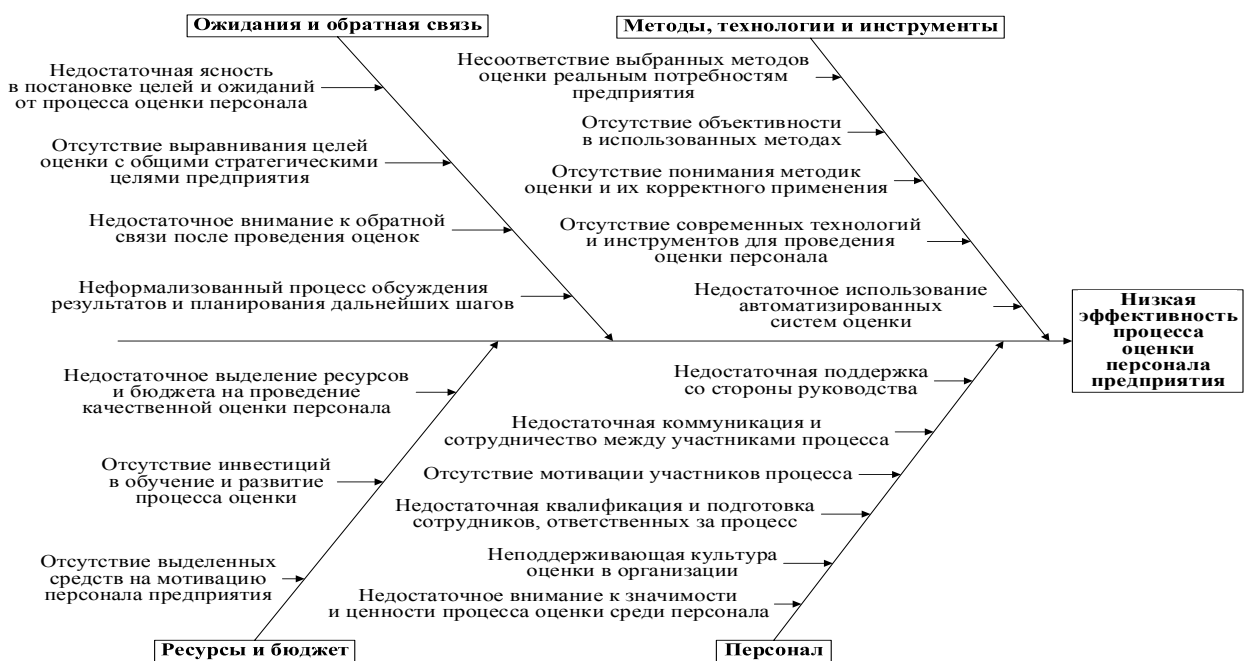 Ожидания и обратная связь
Недостаточная ясность
в постановке целей и ожиданий
от процесса оценки персонала
Отсутствие выравнивания целей
оценки с общими стратегическими
целями предприятия
Недостаточное внимание к обратной
связи после проведения оценок
Неформализованный процесс обсуждения
результатов и планирования дальнейших шагов
Методы, технологии и инструменты
Несоответствие выбранных методов
оценки реальным потребностям
предприятия
Отсутствие объективности
в использованных методах
Отсутствие понимания методик
оценки и их корректного применения
Отсутствие современных технологий
и инструментов для проведения
оценки персонала
Недостаточное использование
автоматизированных
систем оценки
Низкая
эффективность
процесса
оценки
персонала
предприятия
Недостаточное выделение ресурсов
и бюджета на проведение
качественной оценки персонала
Отсутствие инвестиций
в обучение и развитие
процесса оценки
Отсутствие выделенных
средств на мотивацию
персонала предприятия
Ресурсы и бюджет
Недостаточная поддержка
со стороны руководства
Недостаточная коммуникация и
сотрудничество между участниками процесса
Отсутствие мотивации участников процесса
Недостаточная квалификация и подготовка
сотрудников, ответственных за процесс
Неподдерживающая культура
оценки в организации
Недостаточное внимание к значимости
и ценности процесса оценки среди персонала
Персонал